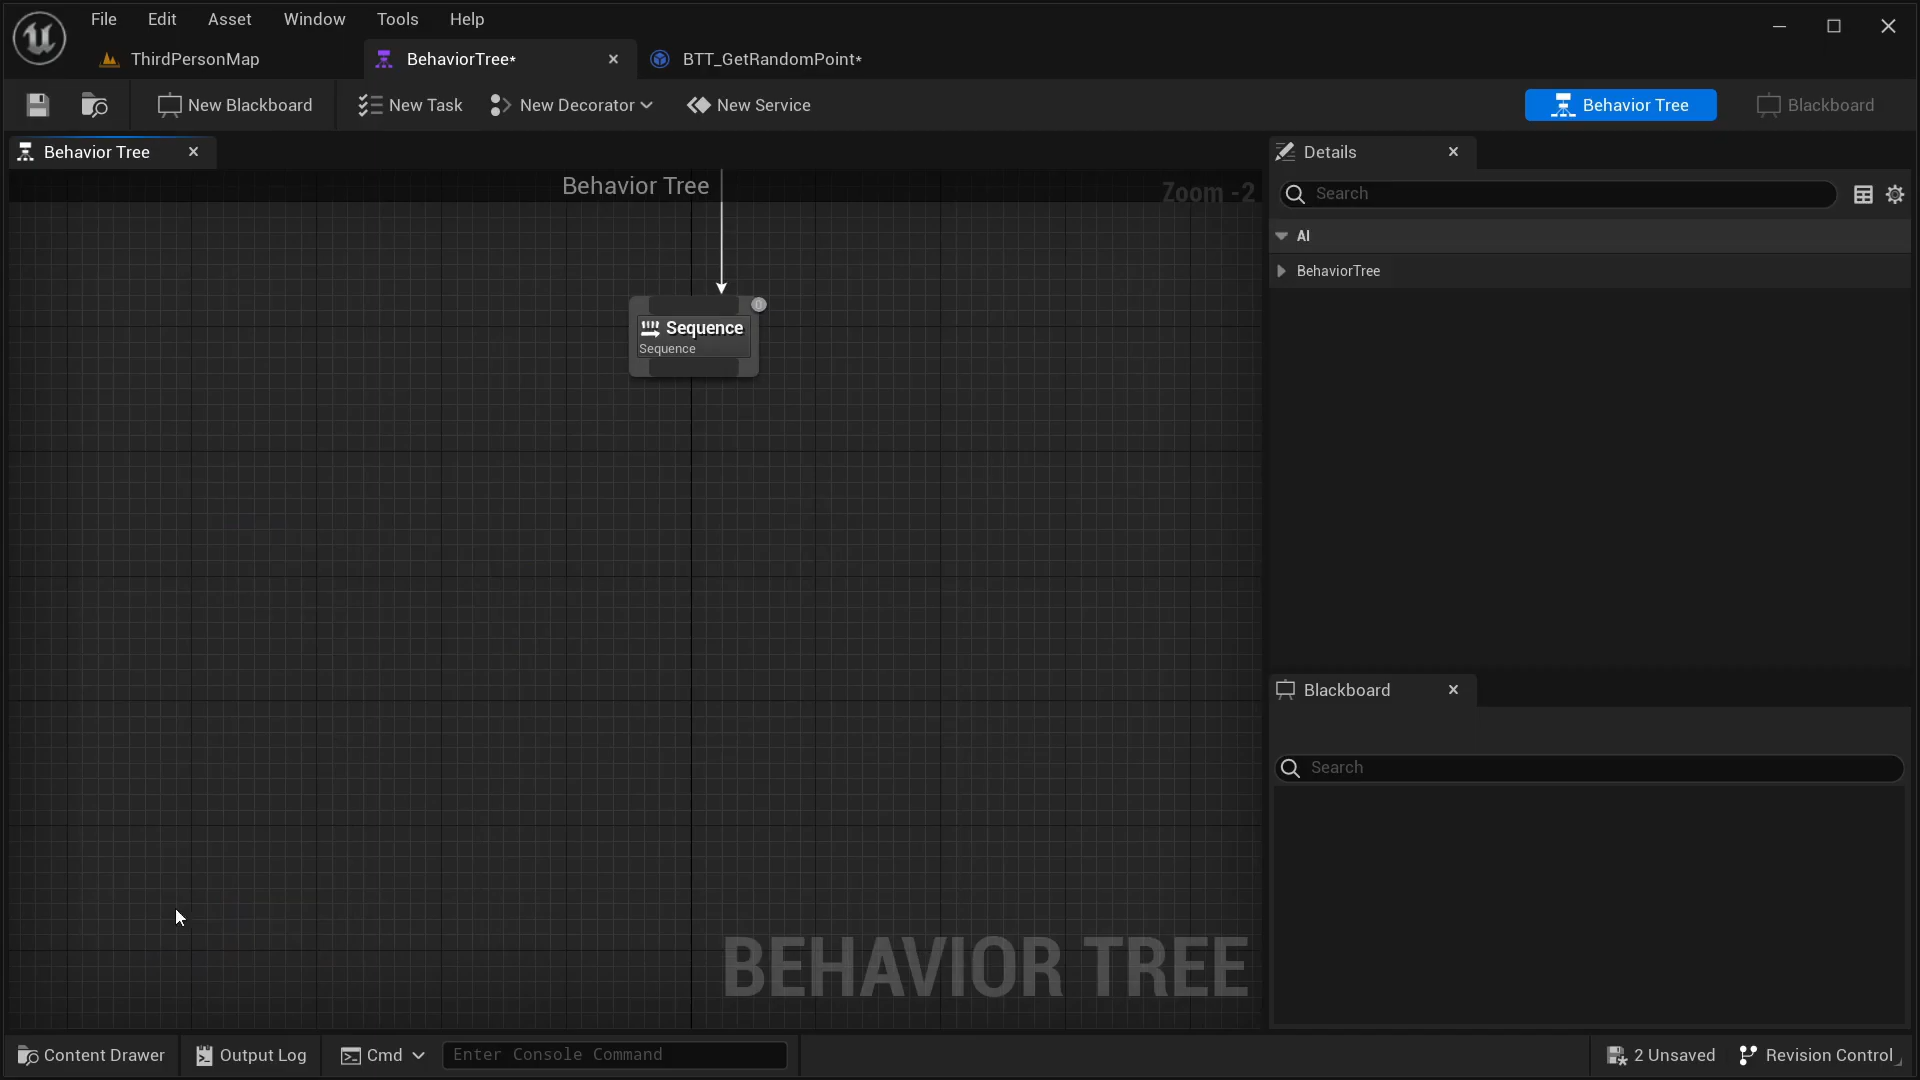 File Edit Asset Window Tools Help
ThirdPersonMap BehaviorTree* BTT_GetRandomPoint*
New Blackboard New Task New Decorator New Service Behavior Tree Blackboard
Behavior Tree Details
Behavior Tree Zoom -2 Search
AI
BehaviorTree
0
Sequence
Sequence
Blackboard
Search
BEHAVIOR TREE
Content Drawer Output Log Cmd Enter Console Command 2 Unsaved Revision Control